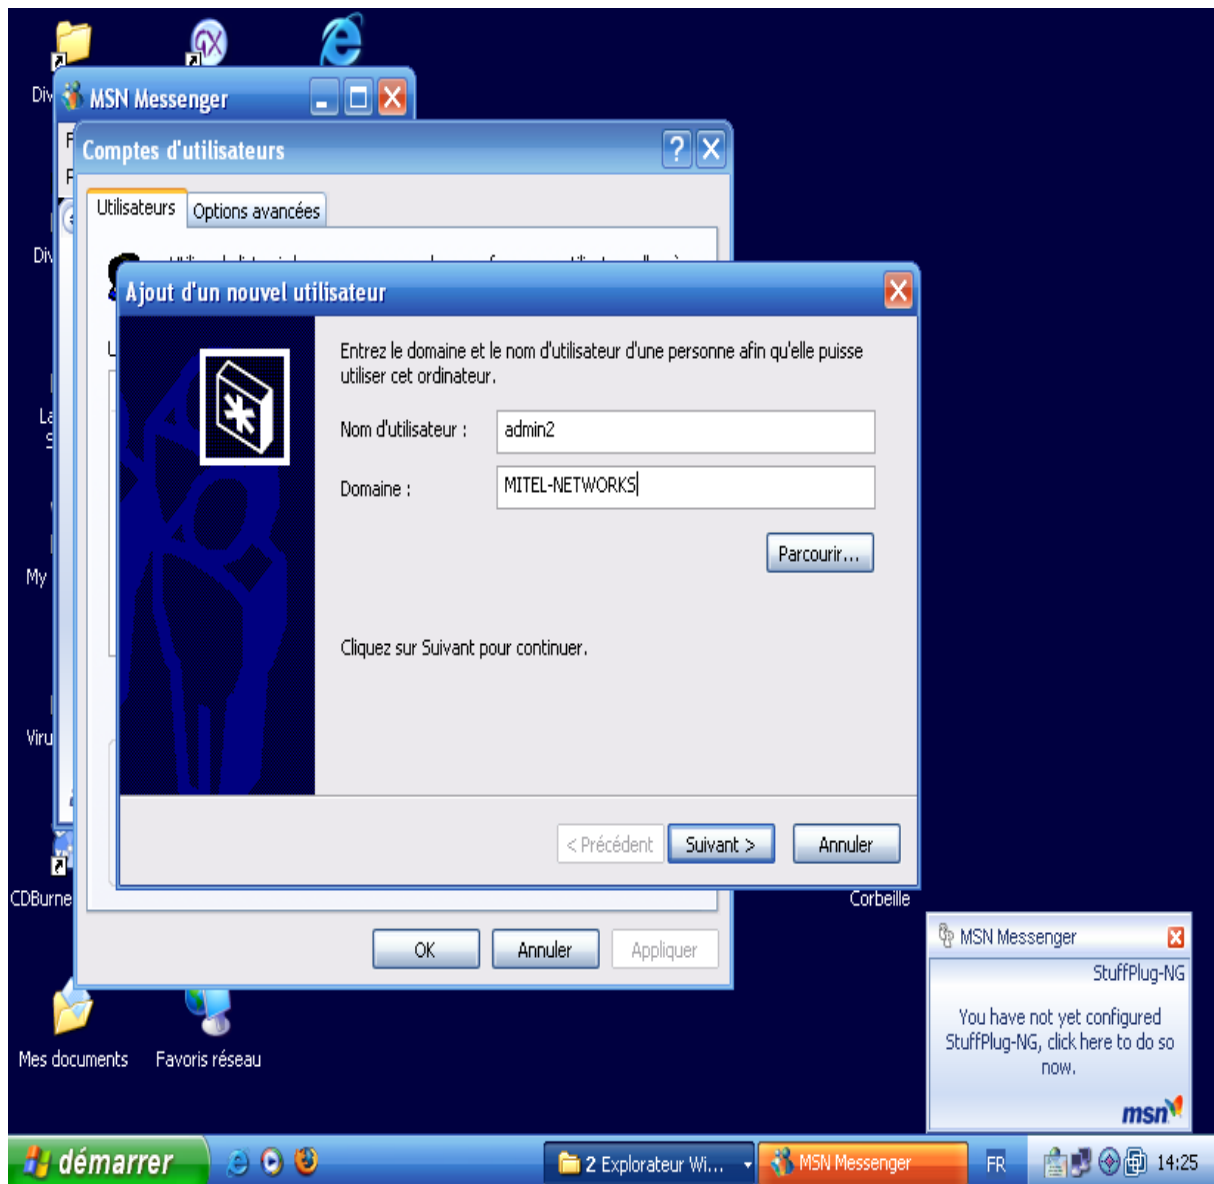 Div
MSN Messenger
F
Comptes d'utilisateurs
P
Utilisateurs
Options avancées
Div
Ajout d'un nouvel utilisateur
Entrez le domaine et le nom d'utilisateur d'une personne afin qu'elle puisse
utiliser cet ordinateur.
Nom d'utilisateur :
admin2
Domaine :
MITEL-NETWORKS
Parcourir...
My
Cliquez sur Suivant pour continuer.
Viru
< Précédent
Suivant >
Annuler
CDBurne
Corbeille
OK
Annuler
Appliquer
MSN Messenger
StuffPlug-NG
You have not yet configured
StuffPlug-NG, click here to do so
now.
msn
Mes documents
Favoris réseau
démarrer
2 Explorateur Wi...
MSN Messenger
FR
14:25